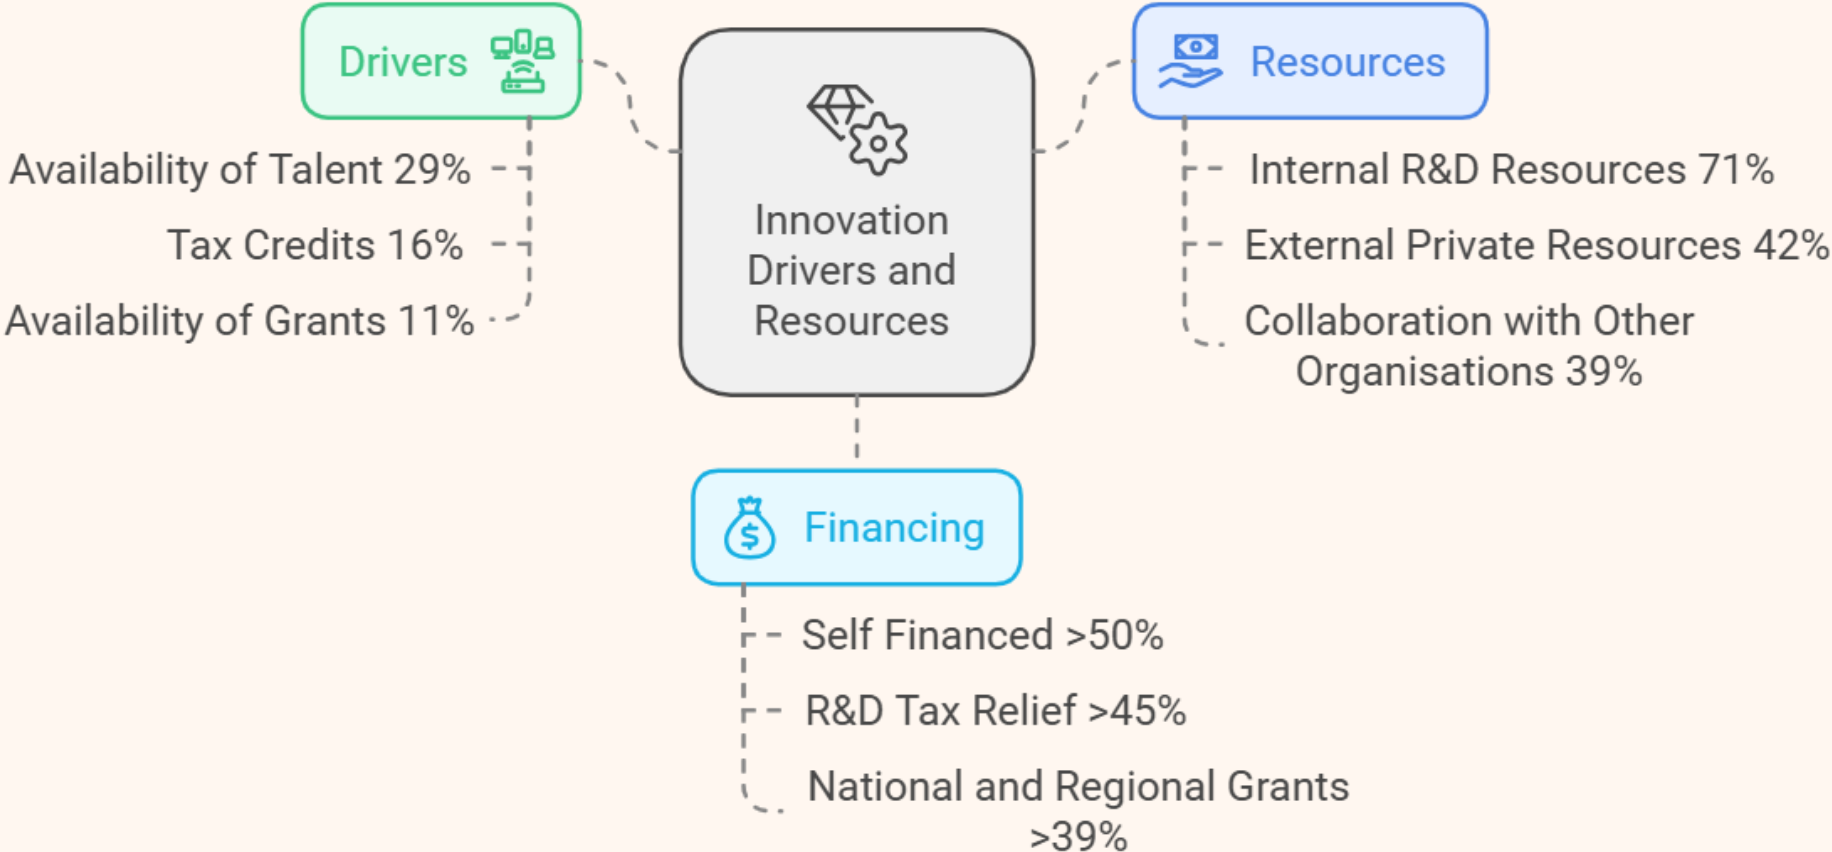 Drivers
Availability of Talent 29%
Tax Credits 16%
Availability of Grants 11%
Innovation
Drivers and
Resources
Resources
Internal R&D Resources 71%
External Private Resources 42%
Collaboration with Other
Organisations 39%
Financing
Self Financed >50%
R&D Tax Relief >45%
National and Regional Grants
>39%